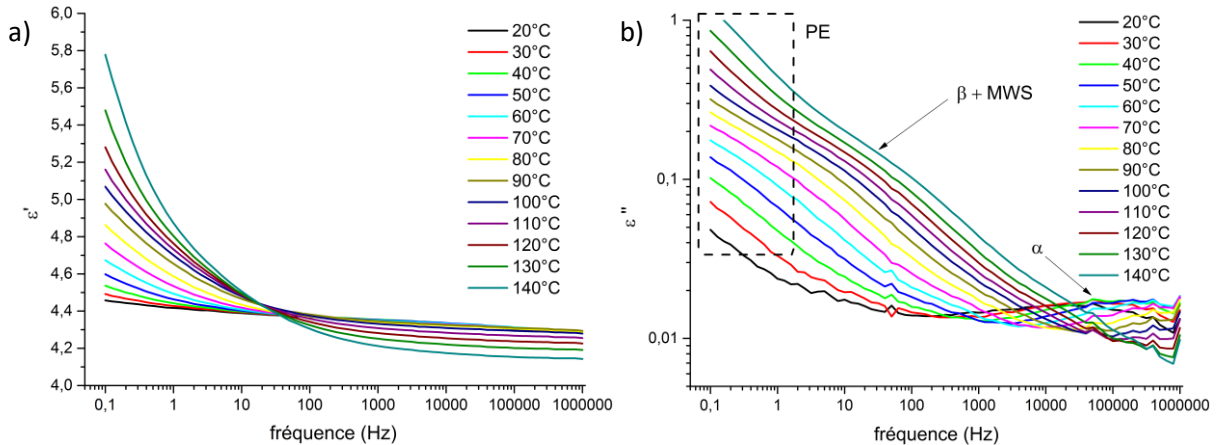 a)
ε'
6,0
5,8
5,6
5,4
5,2
5,0
4,8
4,6
4,4
4,2
4,0
0,1
1
10
100
1000
10000
100000
1000000
fréquence (Hz)
20°C
30°C
40°C
50°C
60°C
70°C
80°C
90°C
100°C
110°C
120°C
130°C
140°C
b)
ε''
1
0,1
0,01
PE
β + MWS
α
0,1
1
10
100
1000
10000
100000
1000000
fréquence (Hz)
20°C
30°C
40°C
50°C
60°C
70°C
80°C
90°C
100°C
110°C
120°C
130°C
140°C